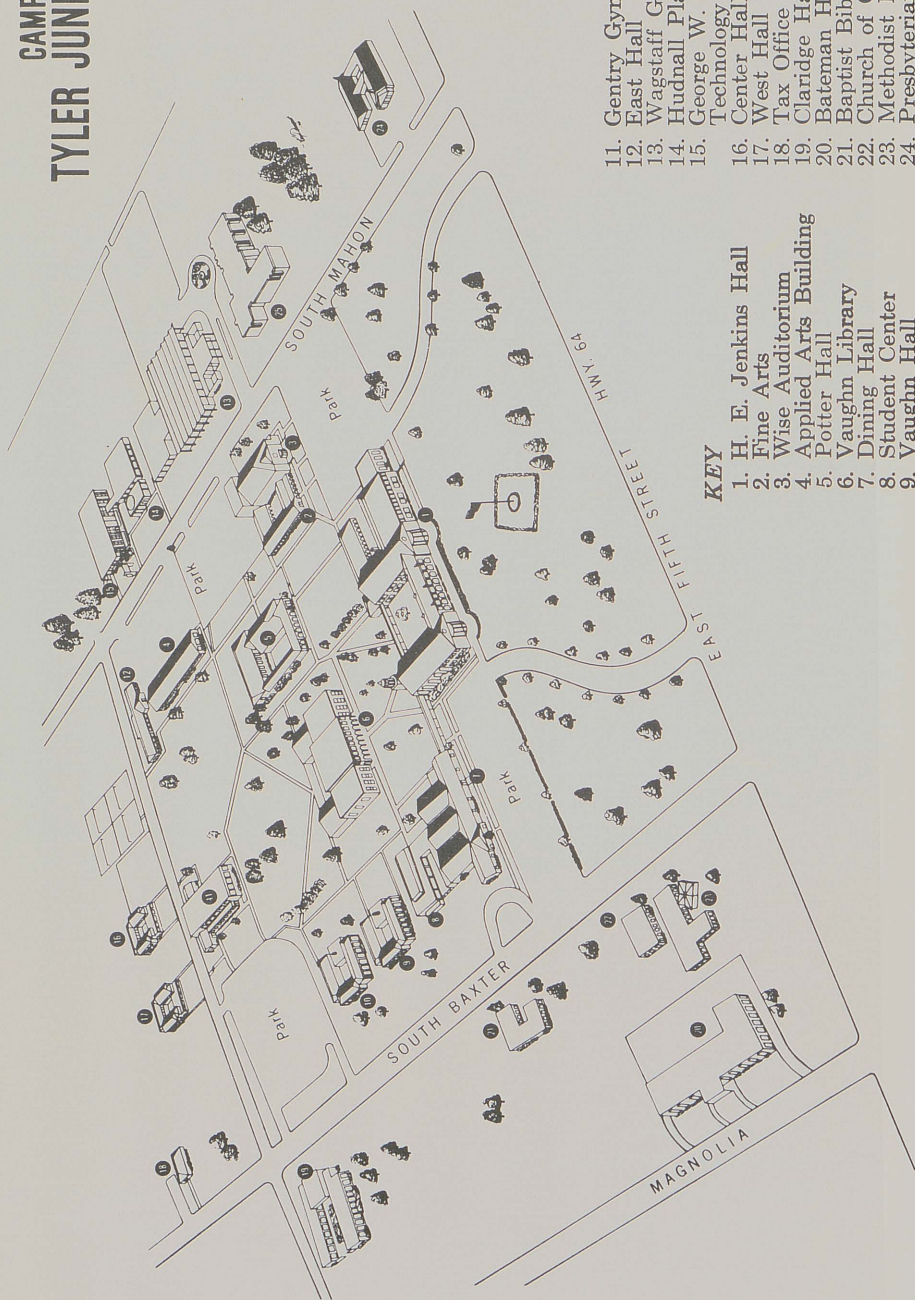 CAMP
TYLER JUNI
SOUTH MAHON
Park
Park
HWY. 64
EAST FIFTH STREET
Park
Park
SOUTH BAXTER
MAGNOLIA
KEY
1. H. E. Jenkins Hall
2. Fine Arts
3. Wise Auditorium
4. Applied Arts Building
5. Potter Hall
6. Vaughn Library
7. Dining Hall
8. Student Center
9. Vaughn Hall
11. Gentry Gy
12. East Hall
13. Wagstaff G
14. Hudnall Pla
15. George W.
Technology
16. Center Hal
17. West Hall
18. Tax Office
19. Claridge Ha
20. Bateman H
21. Baptist Bib
22. Church of C
23. Methodist
24. Presbyteria